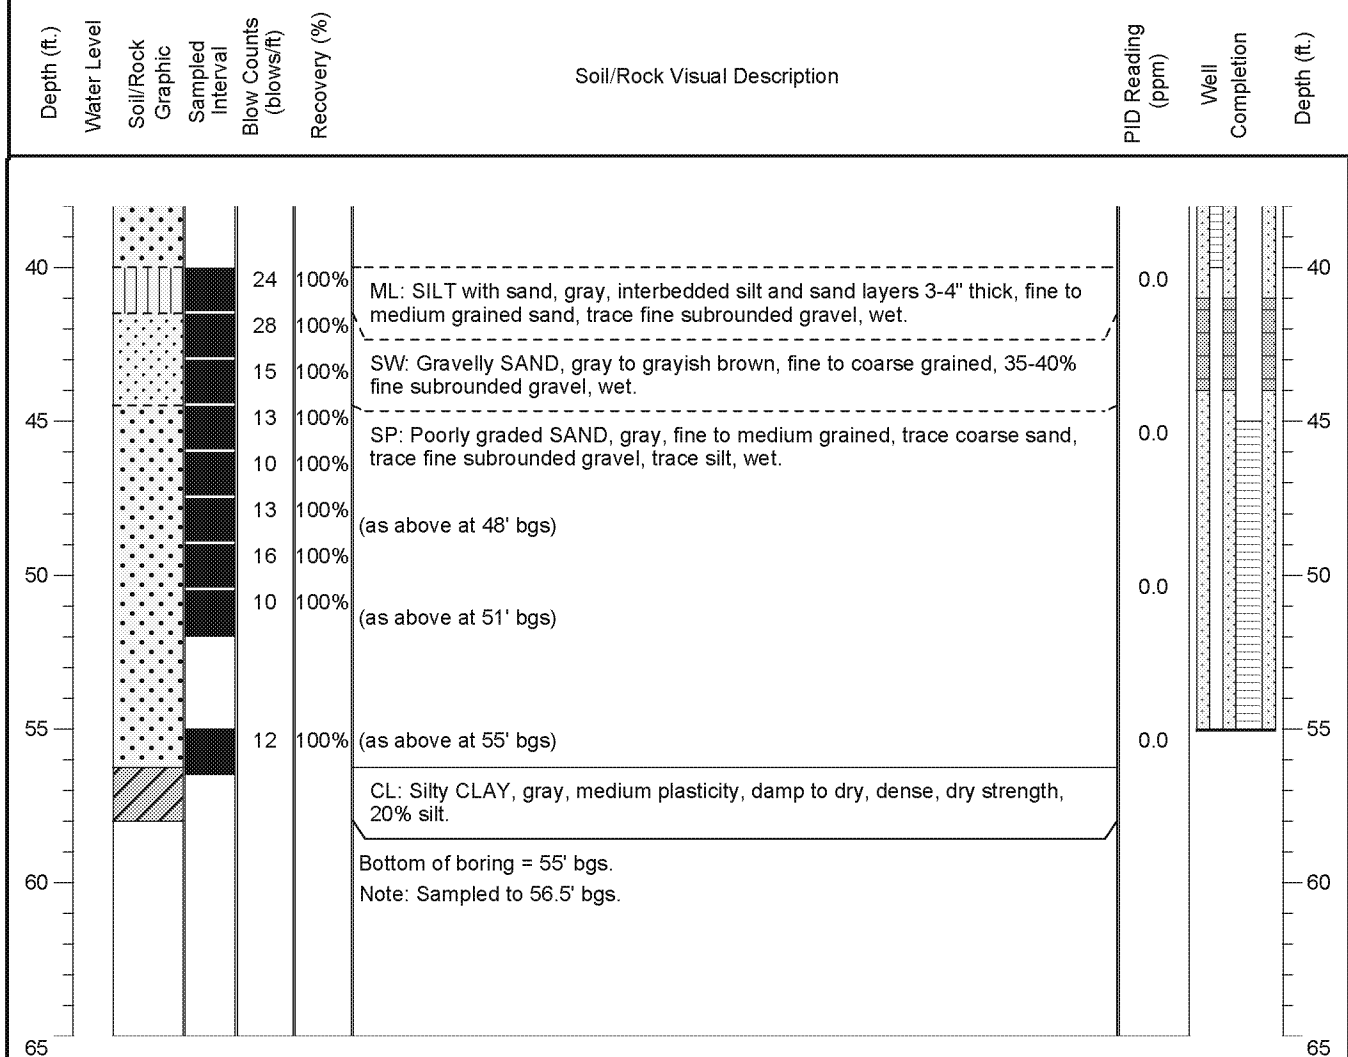 Depth (ft.)
Water Level
Soil/Rock
Graphic
Sampled
Interval
Blow Counts
(blows/ft)
Recovery (%)
Soil/Rock Visual Description
PID Reading
(ppm)
Well
Completion
Depth (ft.)
40
24 100%
ML: SILT with sand, gray, interbedded silt and sand layers 3-4" thick, fine to
medium grained sand, trace fine subrounded gravel, wet.
0.0
40
28 100%
15 100%
SW: Gravelly SAND, gray to grayish brown, fine to coarse grained, 35-40%
fine subrounded gravel, wet.
45
13 100%
SP: Poorly graded SAND, gray, fine to medium grained, trace coarse sand,
trace fine subrounded gravel, trace silt, wet.
0.0
45
10 100%
13 100%
(as above at 48' bgs)
16 100%
50
0.0
50
10 100%
(as above at 51' bgs)
55
12 100%
(as above at 55' bgs)
0.0
55
CL: Silty CLAY, gray, medium plasticity, damp to dry, dense, dry strength,
20% silt.
Bottom of boring = 55' bgs.
60
Note: Sampled to 56.5' bgs.
60
65
65